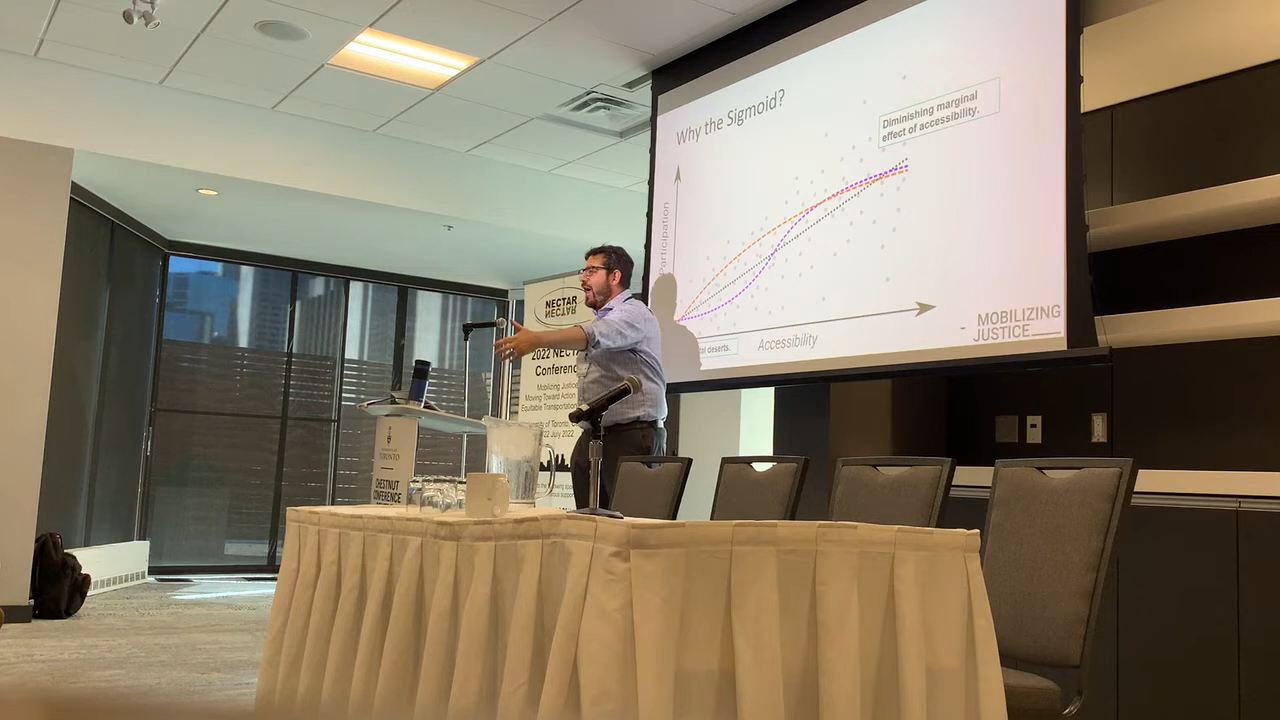 Why the Sigmoid?
Diminishing marginal
effect of accessibility.
Participation
Accessibility
deserts.
MOBILIZING
JUSTICE
NECTAR
NECTAR
2022 NECTAR
Conference
Mobilizing Justice
Moving Toward Action
Equitable Transportation
of Toronto,
July 2022
TORONTO
CHESTNUT
CONFERENCE